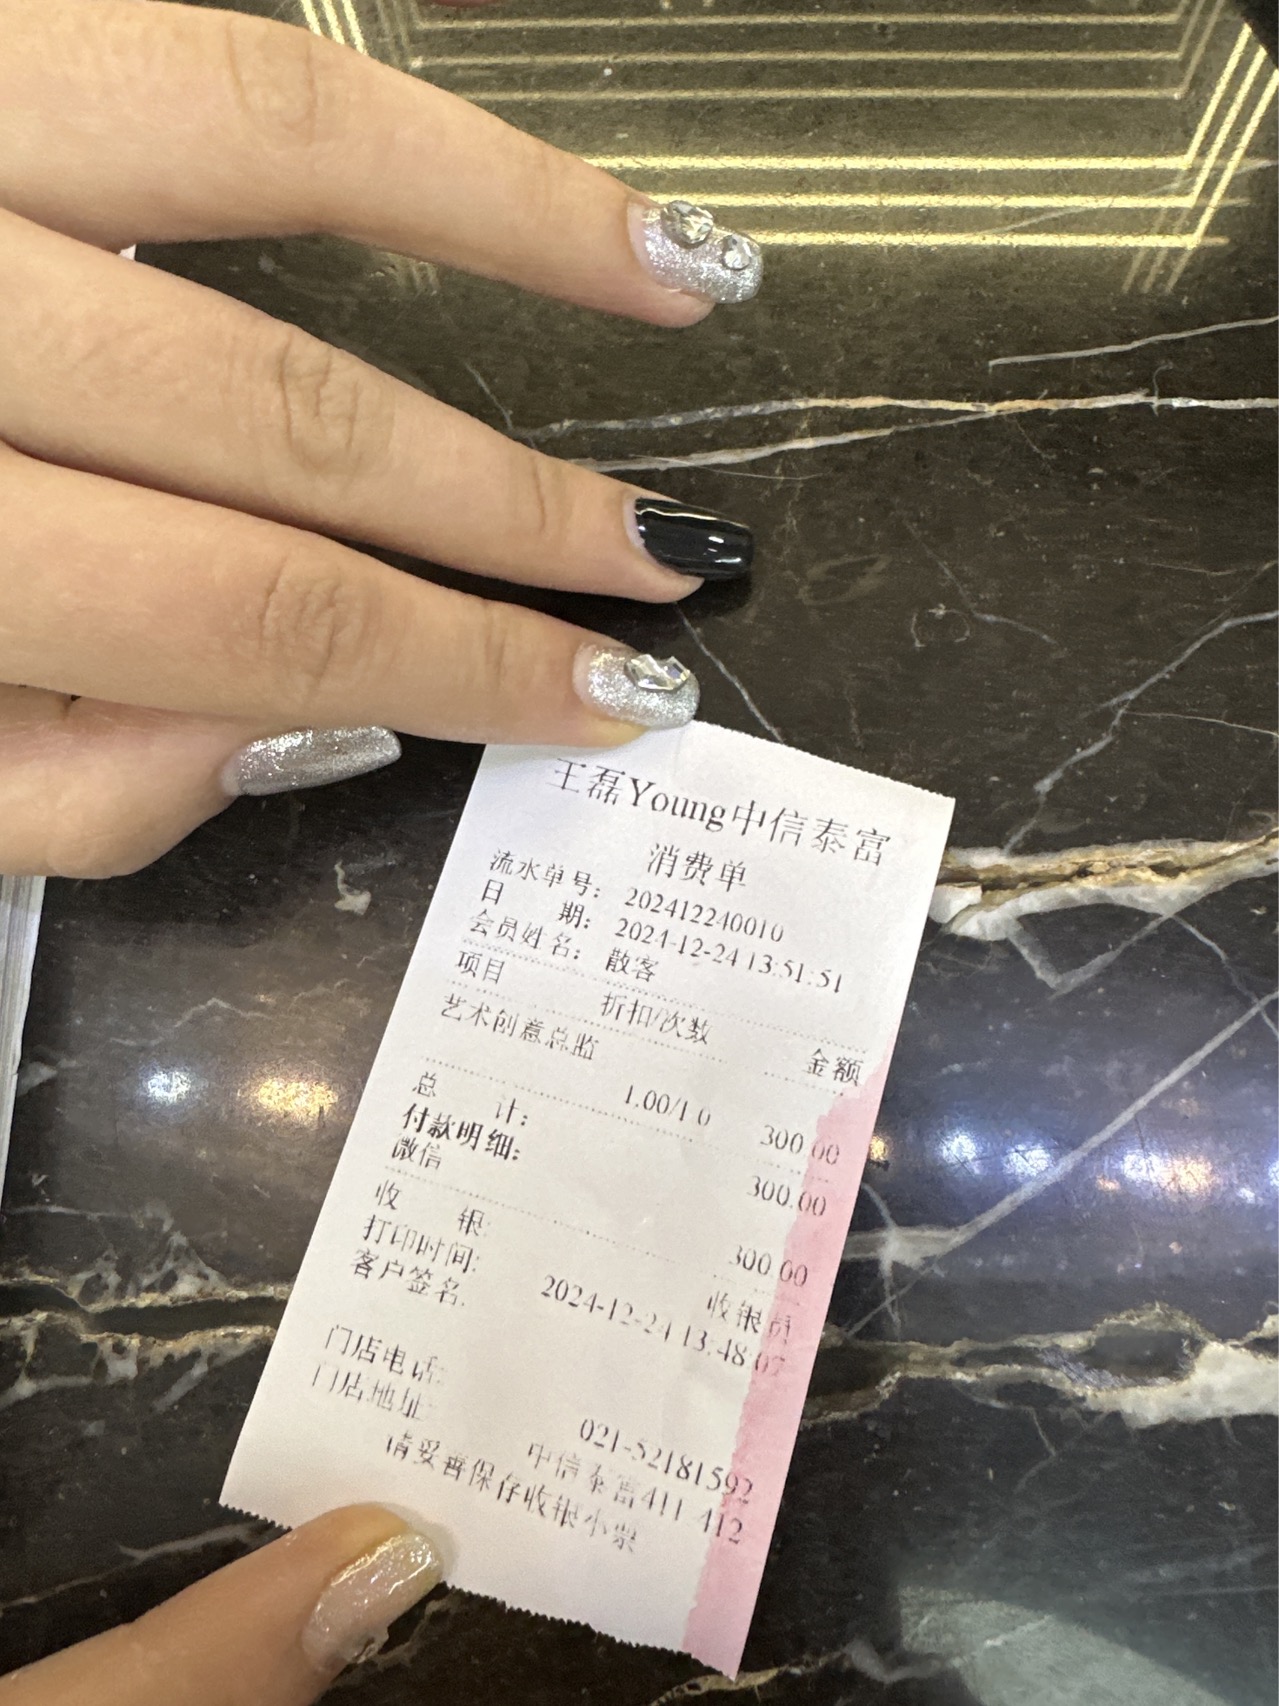 王磊Young中信泰富
消费单
流水单号: 202412240010
日 期: 2024-12-24 13:51:51
会员姓名: 散客
项目 折扣/次数 金额
艺术创意总监
1.00/1.0 300.00
总 计: 300.00
付款明细:
微信 300.00
收 银: 收银员
打印时间: 2024-12-24 13:48:07
客户签名:
门店电话: 021-52181592
门店地址: 中信泰富411-412
请妥善保存收银小票